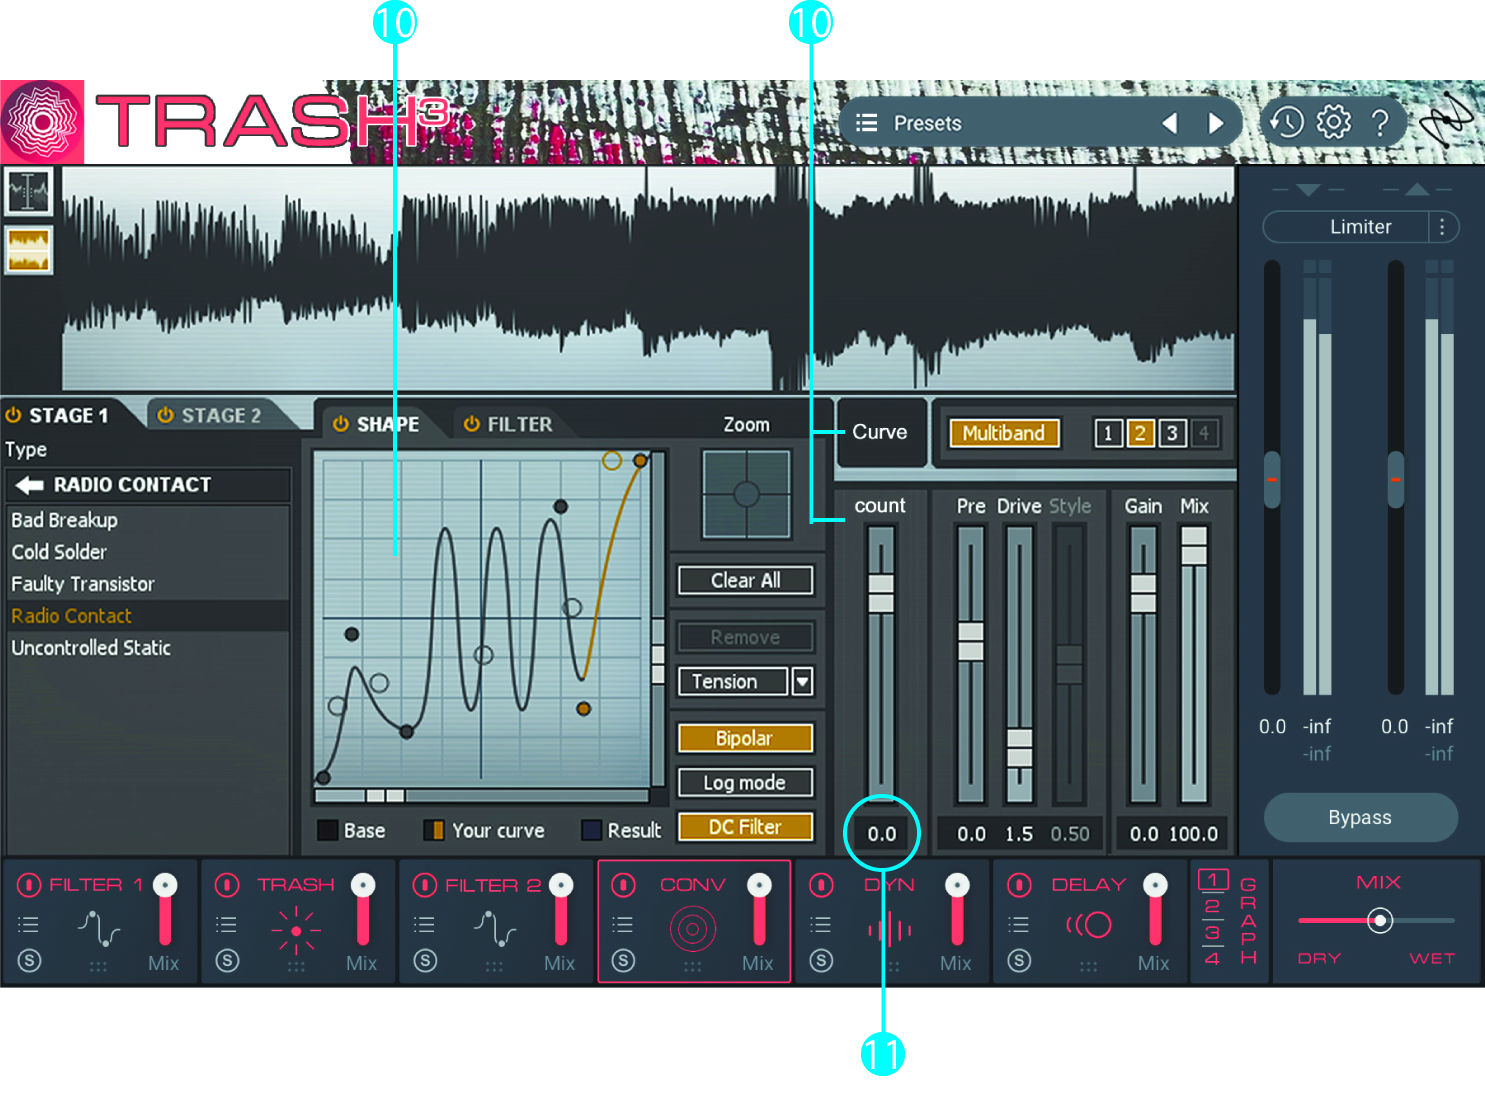 10 10
TRASH3
Presets
?
Limiter
STAGE 1 STAGE 2 SHAPE FILTER Zoom Curve Multiband 1 2 3 4
Type
RADIO CONTACT
Bad Breakup
Cold Solder
Faulty Transistor
Radio Contact
Uncontrolled Static
Clear All
Remove
Tension
Bipolar
Log mode
DC Filter
Base Your curve Result
count Pre Drive Style Gain Mix
0.0 0.0 1.5 0.50 0.0 100.0
0.0 -inf 0.0 -inf
-inf -inf
Bypass
FILTER 1 TRASH FILTER 2 CONV DYN DELAY
S S S S S S
Mix Mix Mix Mix Mix Mix
1
2
3
4
GRAPH
MIX
DRY WET
11